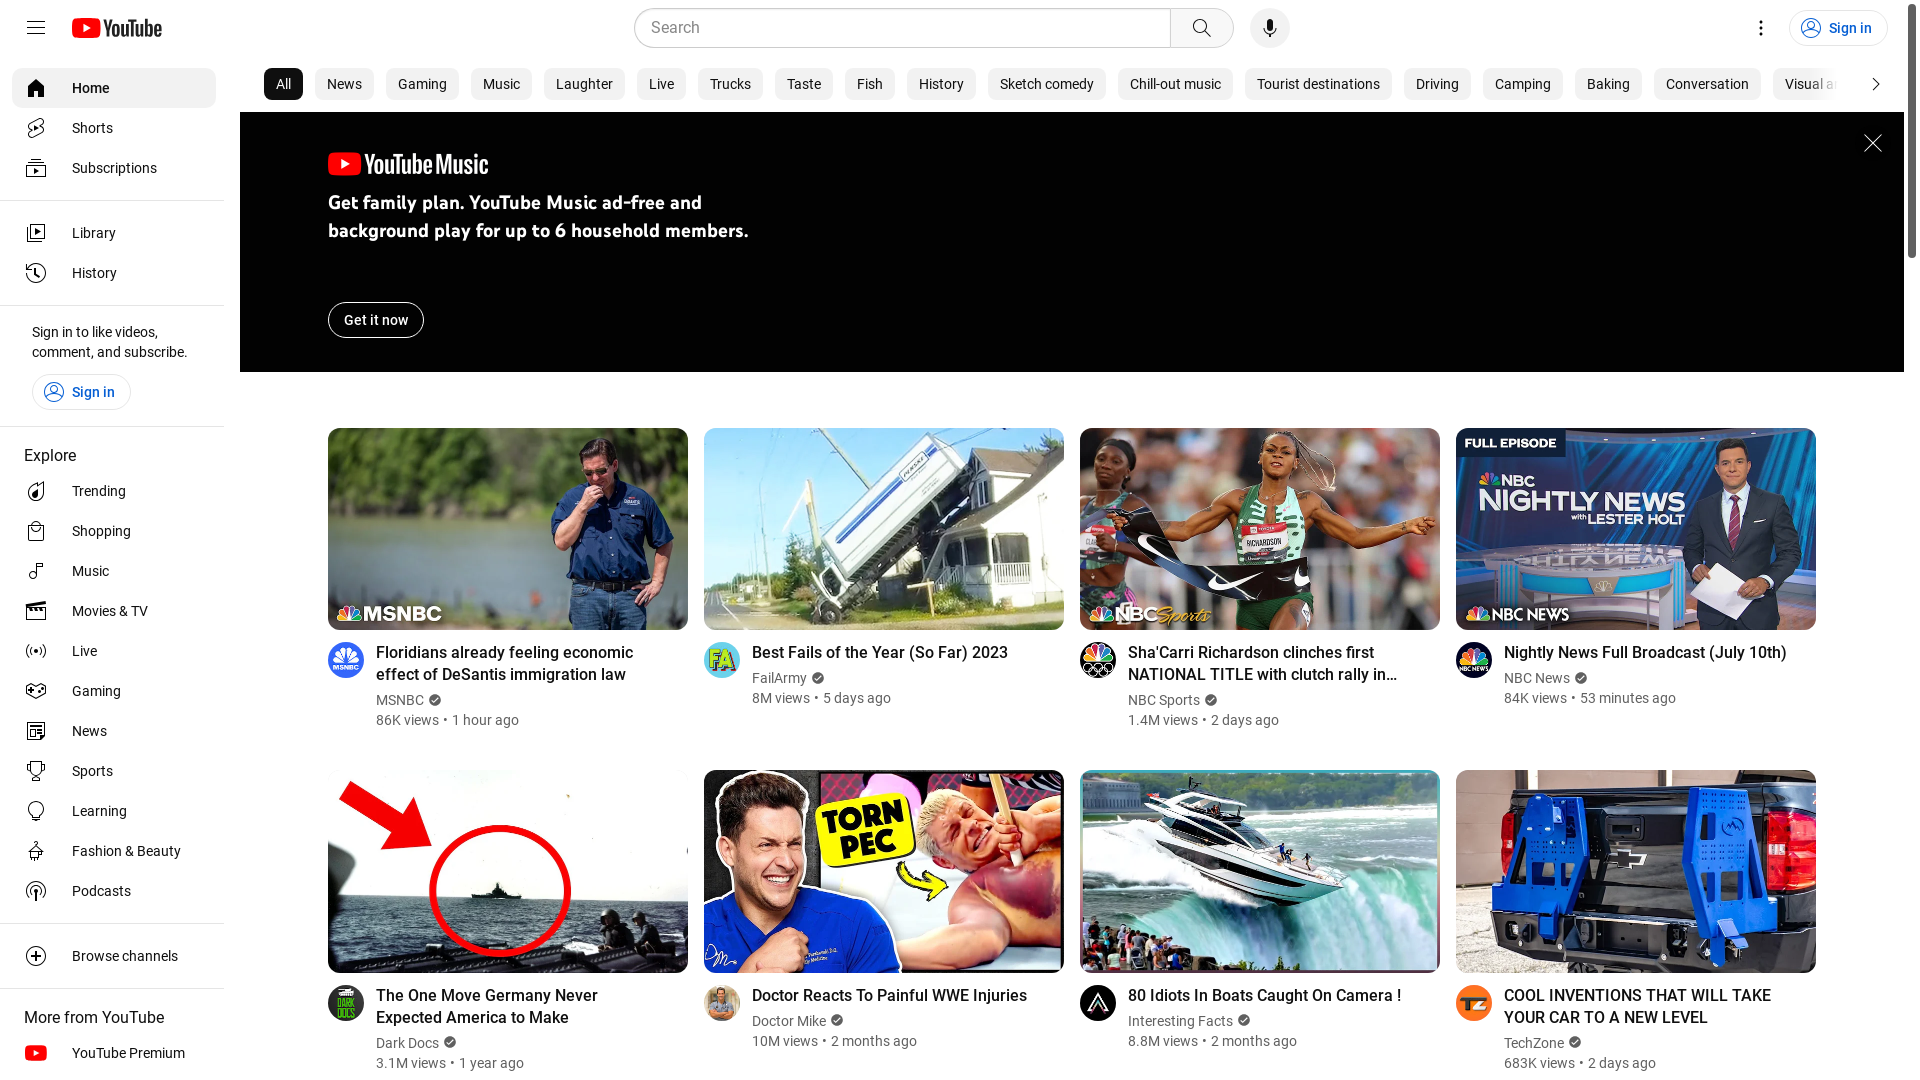 YouTube
Search
Sign in
Home
Shorts
Subscriptions
Library
History
Sign in to like videos,
comment, and subscribe.
Sign in
Explore
Trending
Shopping
Music
Movies & TV
Live
Gaming
News
Sports
Learning
Fashion & Beauty
Podcasts
Browse channels
More from YouTube
YouTube Premium
All
News
Gaming
Music
Laughter
Live
Trucks
Taste
Fish
History
Sketch comedy
Chill-out music
Tourist destinations
Driving
Camping
Baking
Conversation
Visual
YouTube Music
Get family plan. YouTube Music ad-free and
background play for up to 6 household members.
Get it now
MSNBC
MSNBC
Floridians already feeling economic
effect of DeSantis immigration law
MSNBC
86K views • 1 hour ago
PENSKE
FA
Best Fails of the Year (So Far) 2023
FailArmy
8M views • 5 days ago
RICHARDSON
NBC Sports
Sha'Carri Richardson clinches first
NATIONAL TITLE with clutch rally in...
NBC Sports
1.4M views • 2 days ago
FULL EPISODE
NBC
NIGHTLY NEWS
with LESTER HOLT
NBC NEWS
NBC NEWS
Nightly News Full Broadcast (July 10th)
NBC News
84K views • 53 minutes ago
DARK
DOCS
The One Move Germany Never
Expected America to Make
Dark Docs
3.1M views • 1 year ago
TORN
PEC
Doctor Reacts To Painful WWE Injuries
Doctor Mike
10M views • 2 months ago
80 Idiots In Boats Caught On Camera !
Interesting Facts
8.8M views • 2 months ago
TZ
COOL INVENTIONS THAT WILL TAKE
YOUR CAR TO A NEW LEVEL
TechZone
683K views • 2 days ago